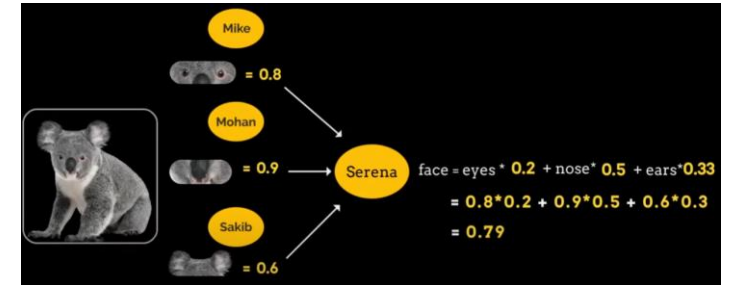 Mike
= 0.8
Mohan
= 0.9
Sakib
= 0.6
Serena
face = eyes * 0.2 + nose* 0.5 + ears*0.33
= 0.8*0.2 + 0.9*0.5 + 0.6*0.3
= 0.79